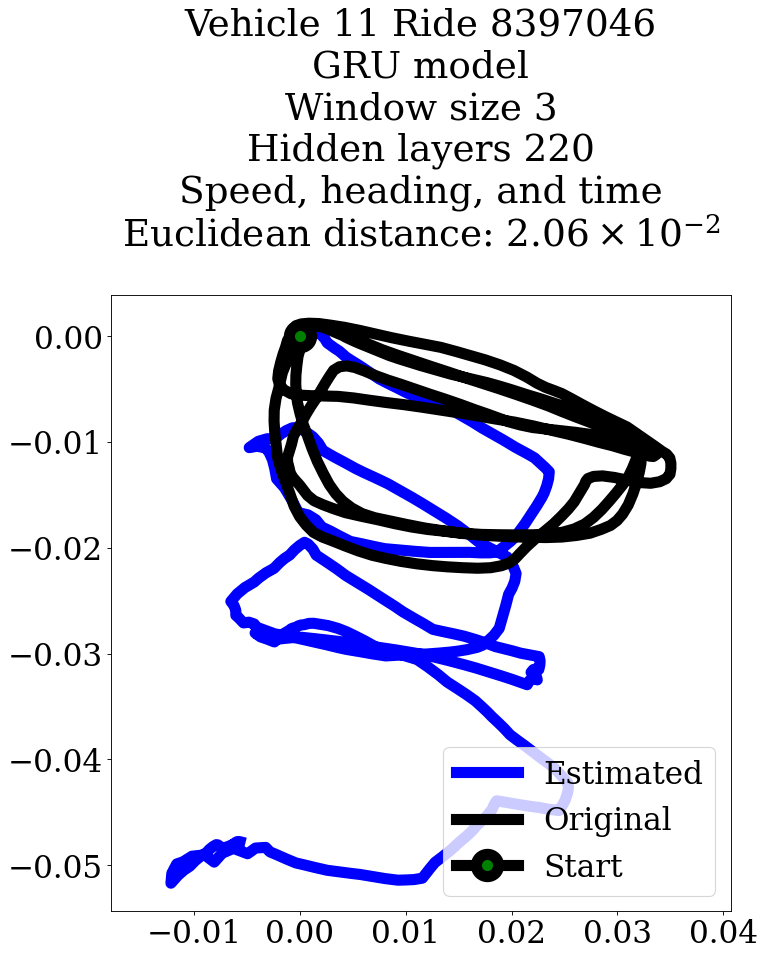 Vehicle 11 Ride 8397046
GRU model
Window size 3
Hidden layers 220
Speed, heading, and time
Euclidean distance: 2.06 × 10⁻²
0.00
−0.01
−0.02
−0.03
−0.04
−0.05
Estimated
Original
Start
−0.01 0.00 0.01 0.02 0.03 0.04